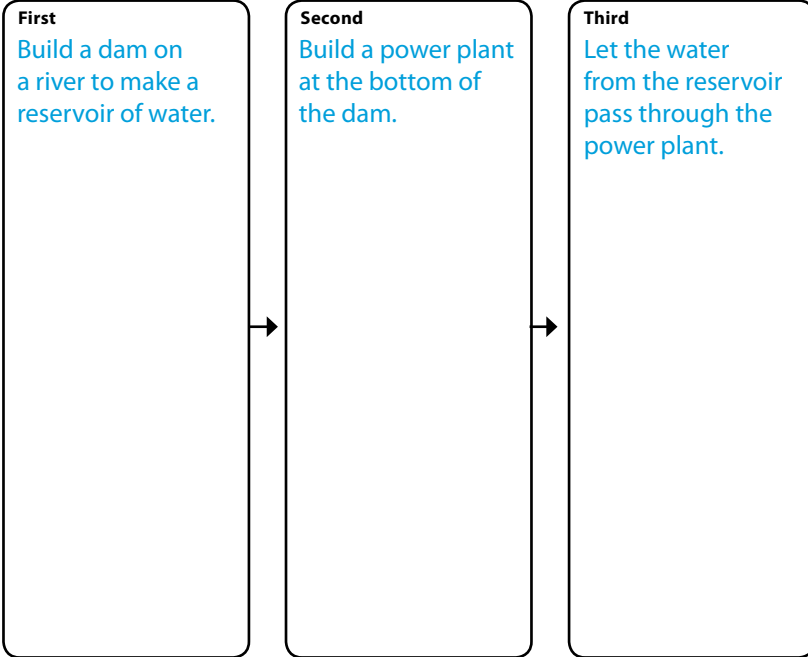 First
Build a dam on
a river to make a
reservoir of water.
Second
Build a power plant
at the bottom of
the dam.
Third
Let the water
from the reservoir
pass through the
power plant.